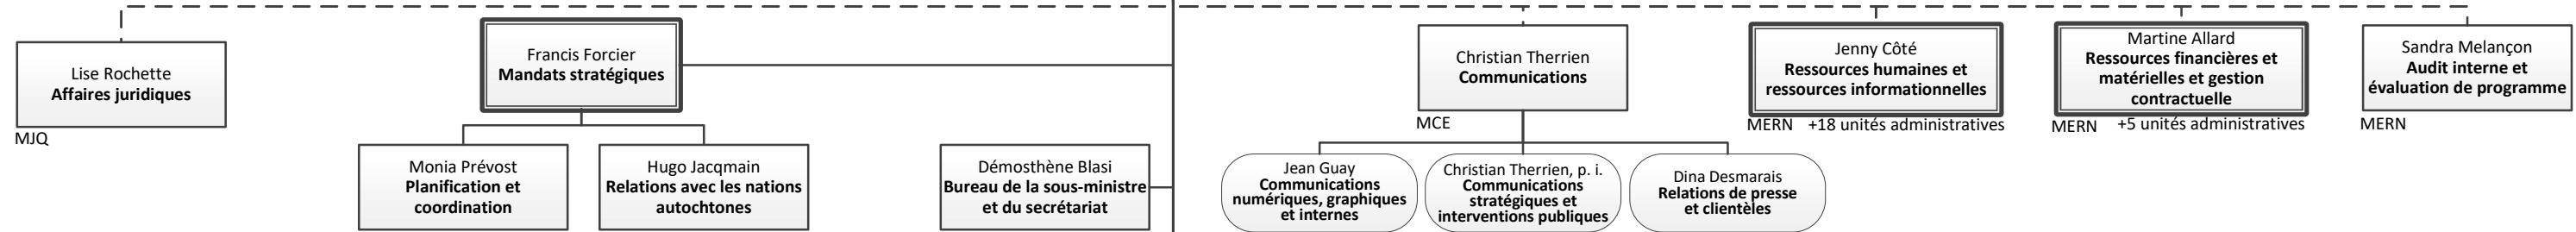 Lise Rochette
Affaires juridiques
MJQ
Francis Forcier
Mandats stratégiques
Monia Prévost
Planification et
coordination
Hugo Jacqmain
Relations avec les nations
autochtones
Démosthène Blasi
Bureau de la sous-ministre
et du secrétariat
Christian Therrien
Communications
MCE
Jean Guay
Communications
numériques, graphiques
et internes
Christian Therrien, p. i.
Communications
stratégiques et
interventions publiques
Dina Desmarais
Relations de presse
et clientèles
Jenny Côté
Ressources humaines et
ressources informationnelles
MERN +18 unités administratives
Martine Allard
Ressources financières et
matérielles et gestion
contractuelle
MERN +5 unités administratives
Sandra Melançon
Audit interne et
évaluation de programme
MERN